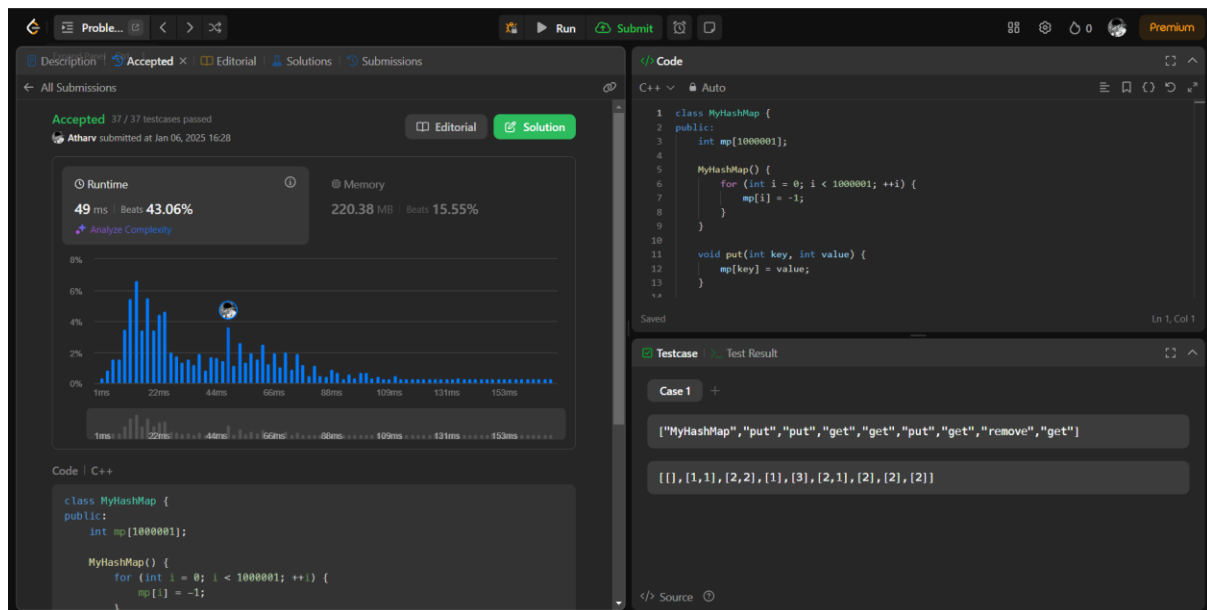 Proble...
Run
Submit
0
Premium
Description
Accepted
Editorial
Solutions
Submissions
All Submissions
Accepted 37 / 37 testcases passed
Atharv submitted at Jan 06, 2025 16:28
Editorial
Solution
Runtime
49 ms | Beats 43.06%
Analyze Complexity
Memory
220.38 MB | Beats 15.55%
8%
6%
4%
2%
0%
1ms 22ms 44ms 66ms 88ms 109ms 131ms 153ms
1ms 22ms 44ms 66ms 88ms 109ms 131ms 153ms
Code | C++
class MyHashMap {
public:
int mp[1000001];
MyHashMap() {
for (int i = 0; i < 1000001; ++i) {
mp[i] = -1;
}
</> Code
C++ Auto
1 class MyHashMap {
2 public:
3 int mp[1000001];
4
5 MyHashMap() {
6 for (int i = 0; i < 1000001; ++i) {
7 mp[i] = -1;
8 }
9 }
10
11 void put(int key, int value) {
12 mp[key] = value;
13 }
14
Saved
Ln 1, Col 1
Testcase
Test Result
Case 1
["MyHashMap","put","put","get","get","put","get","remove","get"]
[[],[1,1],[2,2],[1],[3],[2,1],[2],[2],[2]]
</> Source